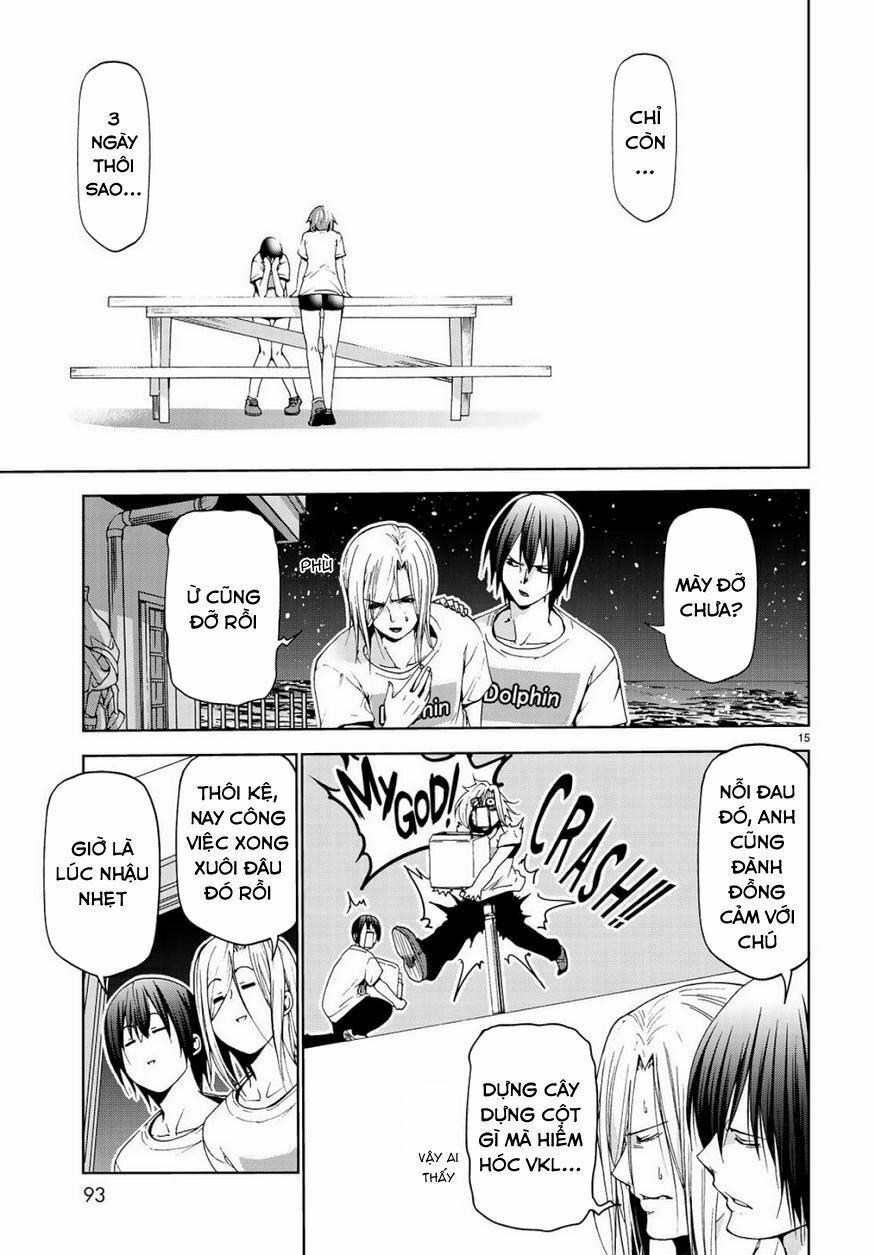 CHỈ
CÒN
...
3
NGÀY
THÔI
SAO...
MÀY ĐỠ
CHƯA?
PHÙ
Ừ CŨNG
ĐỠ RỒI
Dolphin
D lphin
15
NỖI ĐAU
ĐÓ, ANH
CŨNG
ĐÀNH
ĐỒNG
CẢM VỚI
CHÚ
MY GOD!
CRASH!!
DỰNG CÂY
DỰNG CỘT
GÌ MÀ HIỂM
HÓC VKL...
VẬY AI
THẤY
THÔI KỆ,
NAY CÔNG
VIỆC XONG
XUÔI ĐÂU
ĐÓ RỒI
GIỜ LÀ
LÚC NHẬU
NHẸT
93